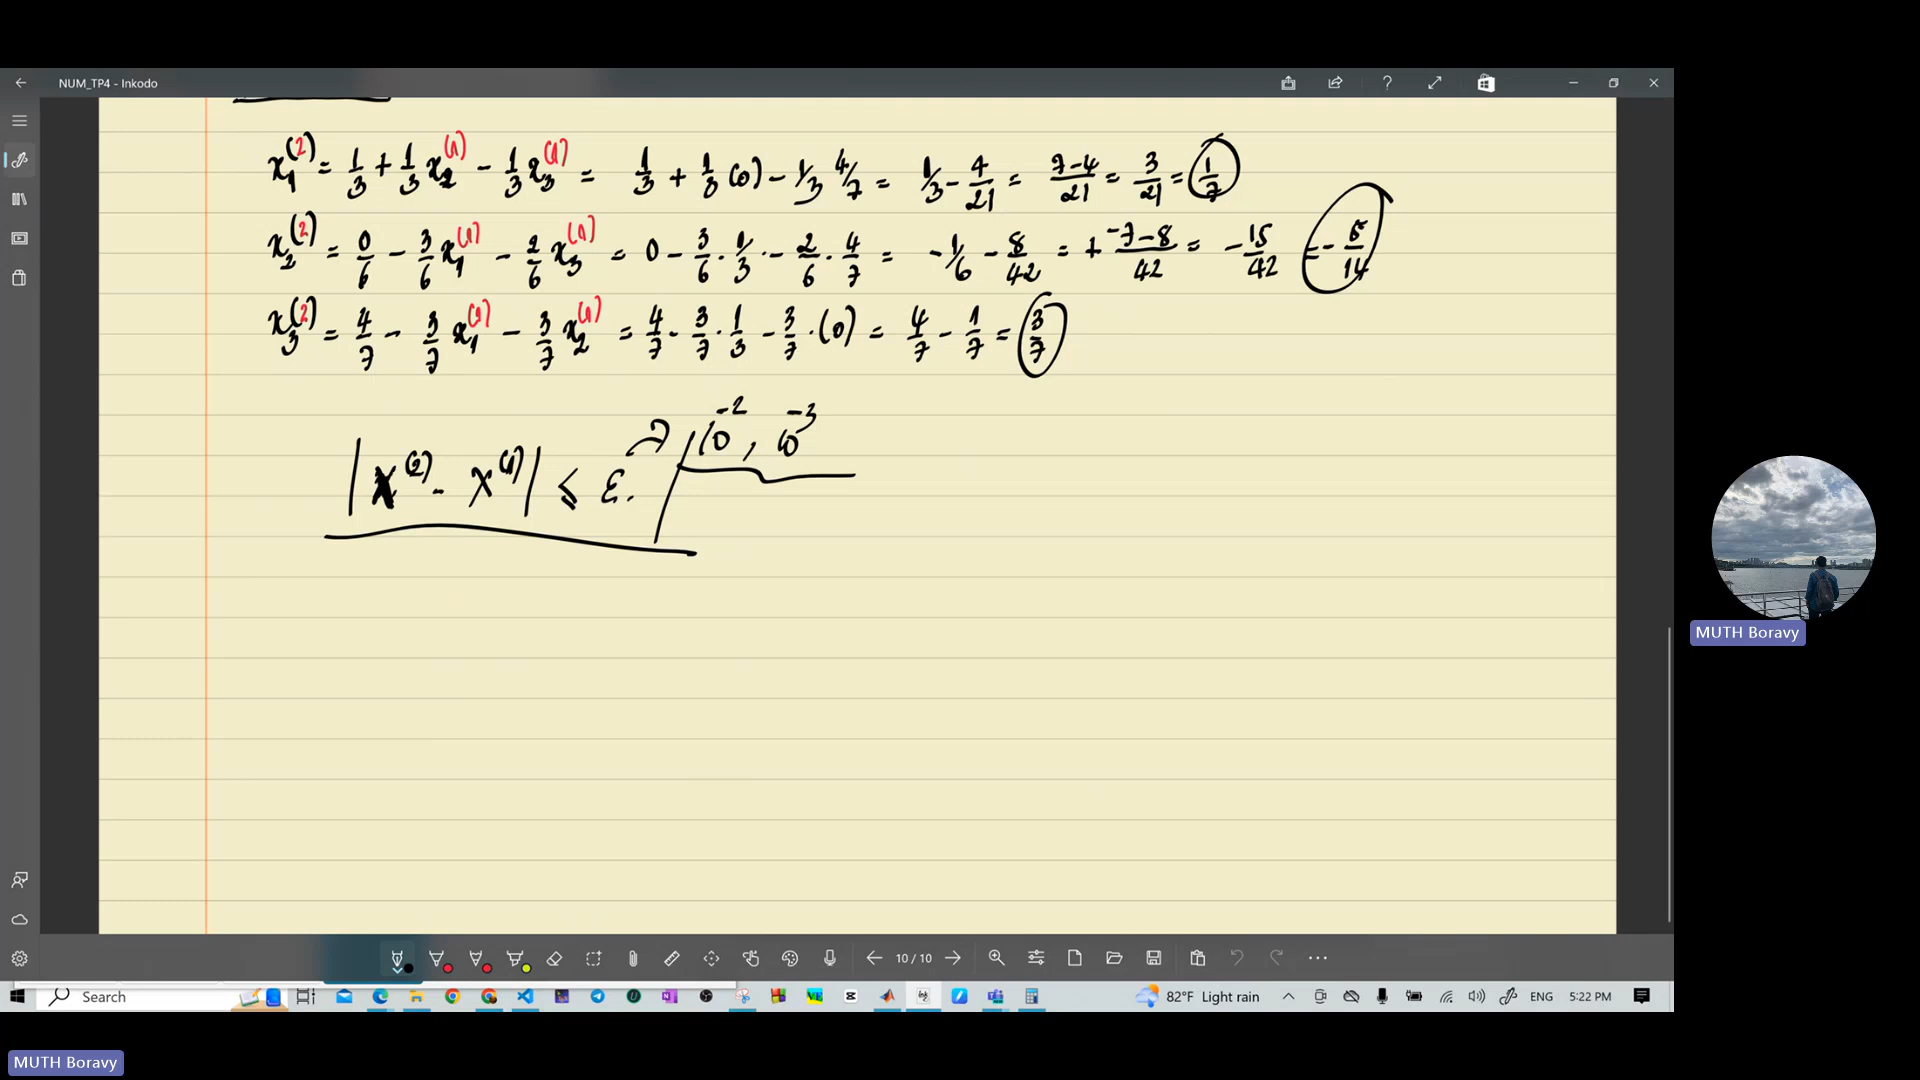 NUM_TP4 - Inkodo
x₁⁽²⁾ = 1/3 + 1/3 x₂⁽¹⁾ - 1/3 x₃⁽¹⁾ = 1/3 + 1/3 (0) - 1/3 4/7 = 1/3 - 4/21 = 7-4/21 = 3/21 = 1/7
x₂⁽²⁾ = 0/6 - 3/6 x₁⁽¹⁾ - 2/6 x₃⁽¹⁾ = 0 - 3/6 · 1/3 · - 2/6 · 4/7 = -1/6 - 8/42 = + -7-8/42 = -15/42 = - 5/14
x₃⁽²⁾ = 4/7 - 3/7 x₁⁽¹⁾ - 3/7 x₂⁽¹⁾ = 4/7 - 3/7 · 1/3 - 3/7 · (0) = 4/7 - 1/7 = 3/7
|x⁽²⁾ - x⁽¹⁾| ≤ ε. 10⁻², 10⁻³
MUTH Boravy
10 / 10
Search
82°F Light rain
ENG
5:22 PM
MUTH Boravy